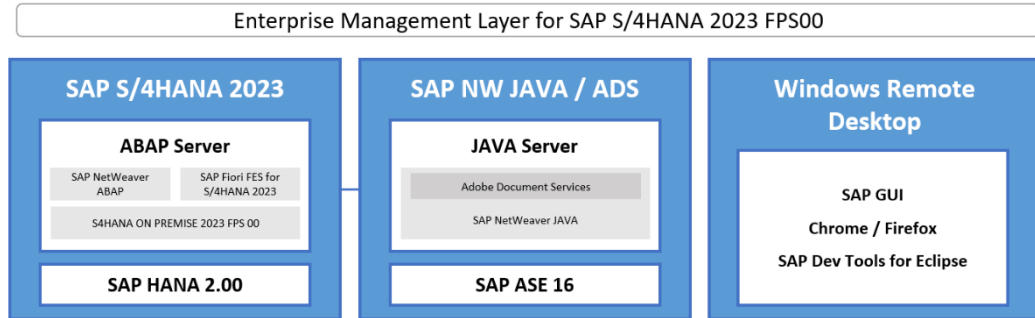 Enterprise Management Layer for SAP S/4HANA 2023 FPS00
SAP S/4HANA 2023
ABAP Server
SAP NetWeaver
ABAP
SAP Fiori FES for
S/4HANA 2023
S4HANA ON PREMISE 2023 FPS 00
SAP HANA 2.00
SAP NW JAVA / ADS
JAVA Server
Adobe Document Services
SAP NetWeaver JAVA
SAP ASE 16
Windows Remote
Desktop
SAP GUI
Chrome / Firefox
SAP Dev Tools for Eclipse